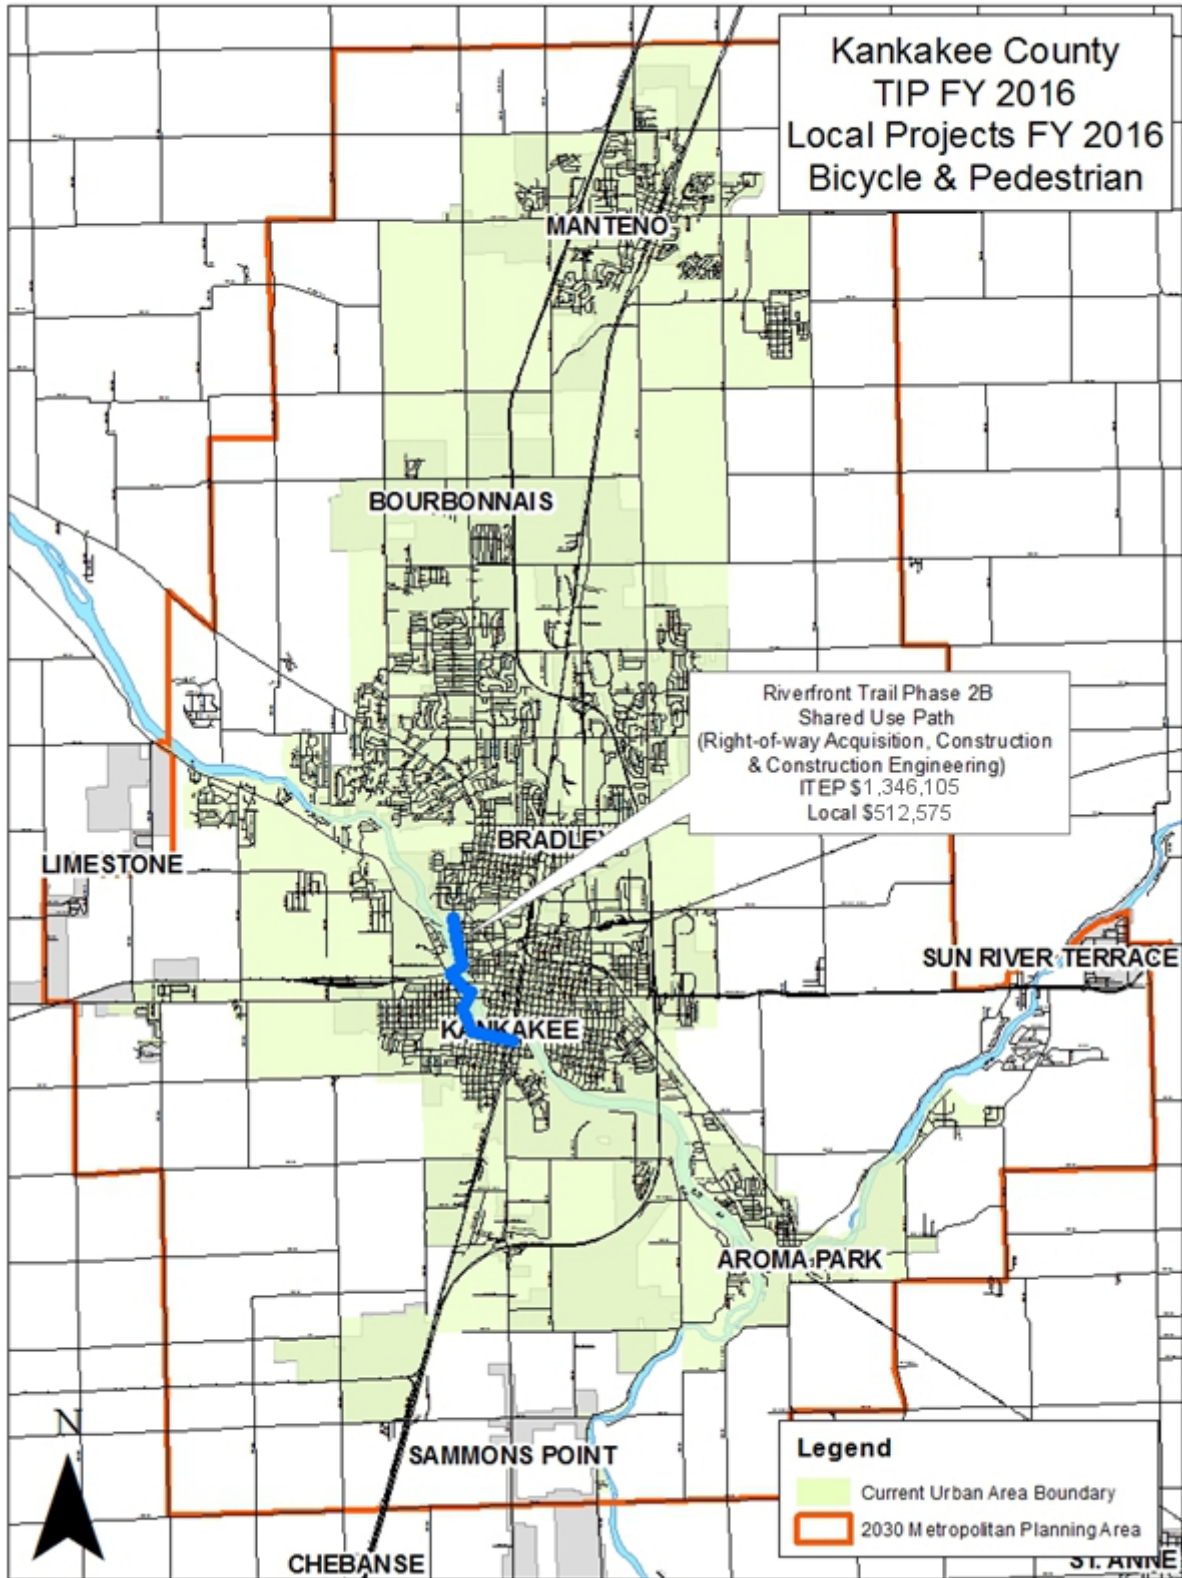 Kankakee County
TIP FY 2016
Local Projects FY 2016
Bicycle & Pedestrian
MANTENO
BOURBONNAIS
Riverfront Trail Phase 2B
Shared Use Path
(Right-of-way Acquisition, Construction
& Construction Engineering)
ITEP $1,346,105
Local $512,575
BRADLEY
LIMESTONE
SUN RIVER TERRACE
KANKAKEE
AROMA PARK
N
SAMMONS POINT
Legend
Current Urban Area Boundary
2030 Metropolitan Planning Area
CHEBANSE
ST. ANNE